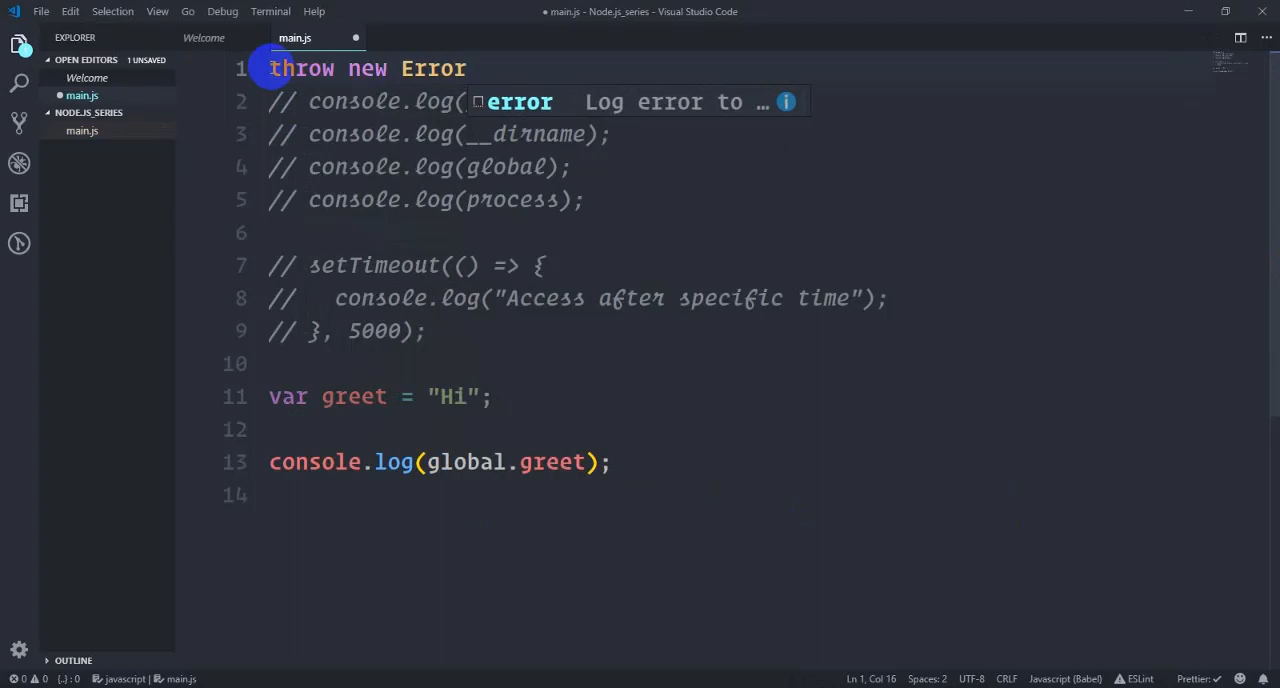 File Edit Selection View Go Debug Terminal Help
● main.js - Node.js_series - Visual Studio Code
EXPLORER
Welcome
main.js
OPEN EDITORS 1 UNSAVED
Welcome
main.js
NODE.JS_SERIES
main.js
1 throw new Error
error Log error to …
2 // console.log(
3 // console.log(__dirname);
4 // console.log(global);
5 // console.log(process);
6
7 // setTimeout(() => {
8 //   console.log("Access after specific time");
9 // }, 5000);
10
11 var greet = "Hi";
12
13 console.log(global.greet);
14
OUTLINE
0 0 {..} : 0 javascript | main.js
Ln 1, Col 16 Spaces: 2 UTF-8 CRLF Javascript (Babel) ESLint Prettier: ✓